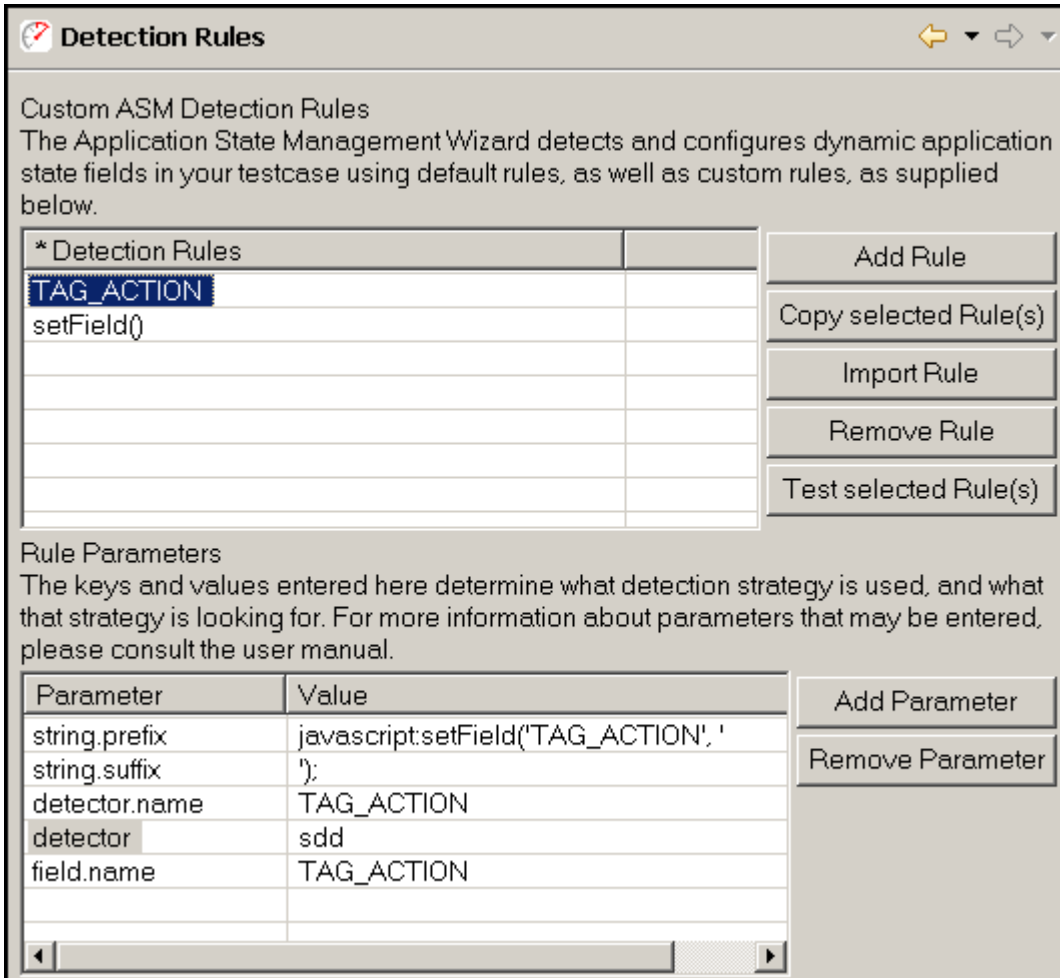 Detection Rules
Custom ASM Detection Rules
The Application State Management Wizard detects and configures dynamic application
state fields in your testcase using default rules, as well as custom rules, as supplied
below.
* Detection Rules
Add Rule
TAG_ACTION
setField()
Copy selected Rule(s)
Import Rule
Remove Rule
Test selected Rule(s)
Rule Parameters
The keys and values entered here determine what detection strategy is used, and what
that strategy is looking for. For more information about parameters that may be entered,
please consult the user manual.
Parameter Value
Add Parameter
string.prefix javascript:setField('TAG_ACTION', '
string.suffix ');
Remove Parameter
detector.name TAG_ACTION
detector sdd
field.name TAG_ACTION